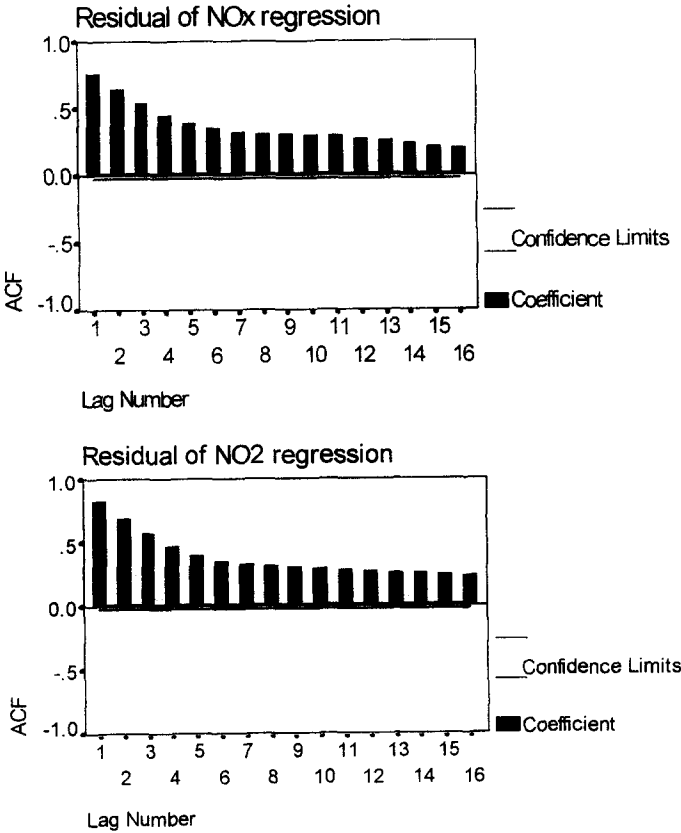 Residual of NOx regression
1.0
.5
0.0
-.5
-1.0
ACF
1 3 5 7 9 11 13 15
2 4 6 8 10 12 14 16
Lag Number
Confidence Limits
Coefficient
Residual of NO2 regression
1.0
.5
0.0
-.5
-1.0
ACF
1 3 5 7 9 11 13 15
2 4 6 8 10 12 14 16
Lag Number
Confidence Limits
Coefficient